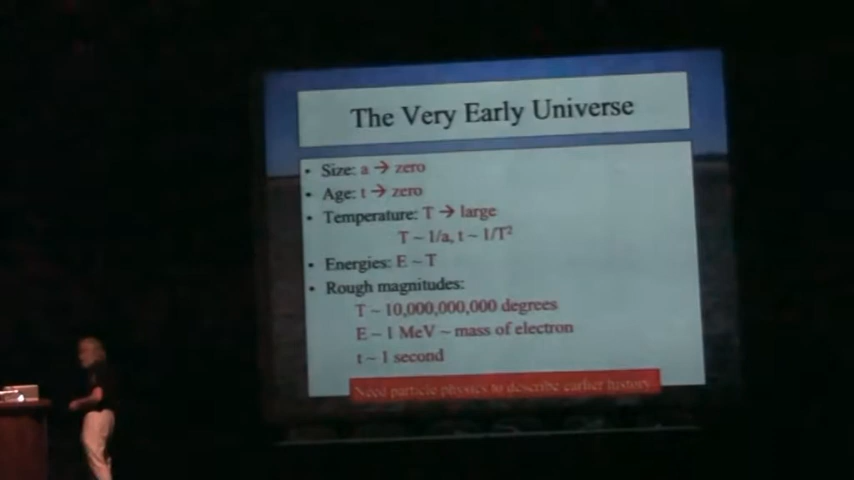 The Very Early Universe
• Size: a → zero
• Age: t → zero
• Temperature: T → large
T ~ 1/a, t ~ 1/T²
• Energies: E ~ T
• Rough magnitudes:
T ~ 10,000,000,000 degrees
E ~ 1 MeV ~ mass of electron
t ~ 1 second
Need particle physics to describe earlier history